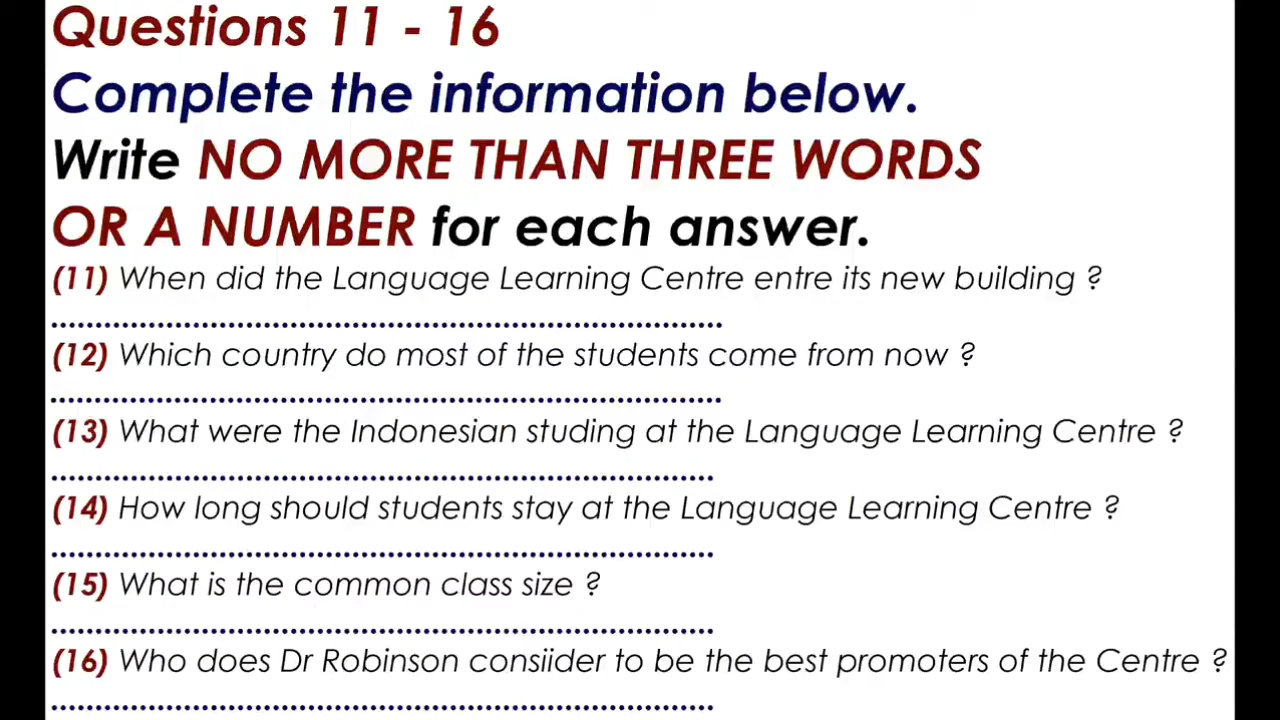 Questions 11 - 16
Complete the information below.
Write NO MORE THAN THREE WORDS
OR A NUMBER for each answer.
(11) When did the Language Learning Centre entre its new building ?
................................................................................
(12) Which country do most of the students come from now ?
................................................................................
(13) What were the Indonesian studing at the Language Learning Centre ?
...............................................................................
(14) How long should students stay at the Language Learning Centre ?
...............................................................................
(15) What is the common class size ?
...............................................................................
(16) Who does Dr Robinson consiider to be the best promoters of the Centre ?
...............................................................................